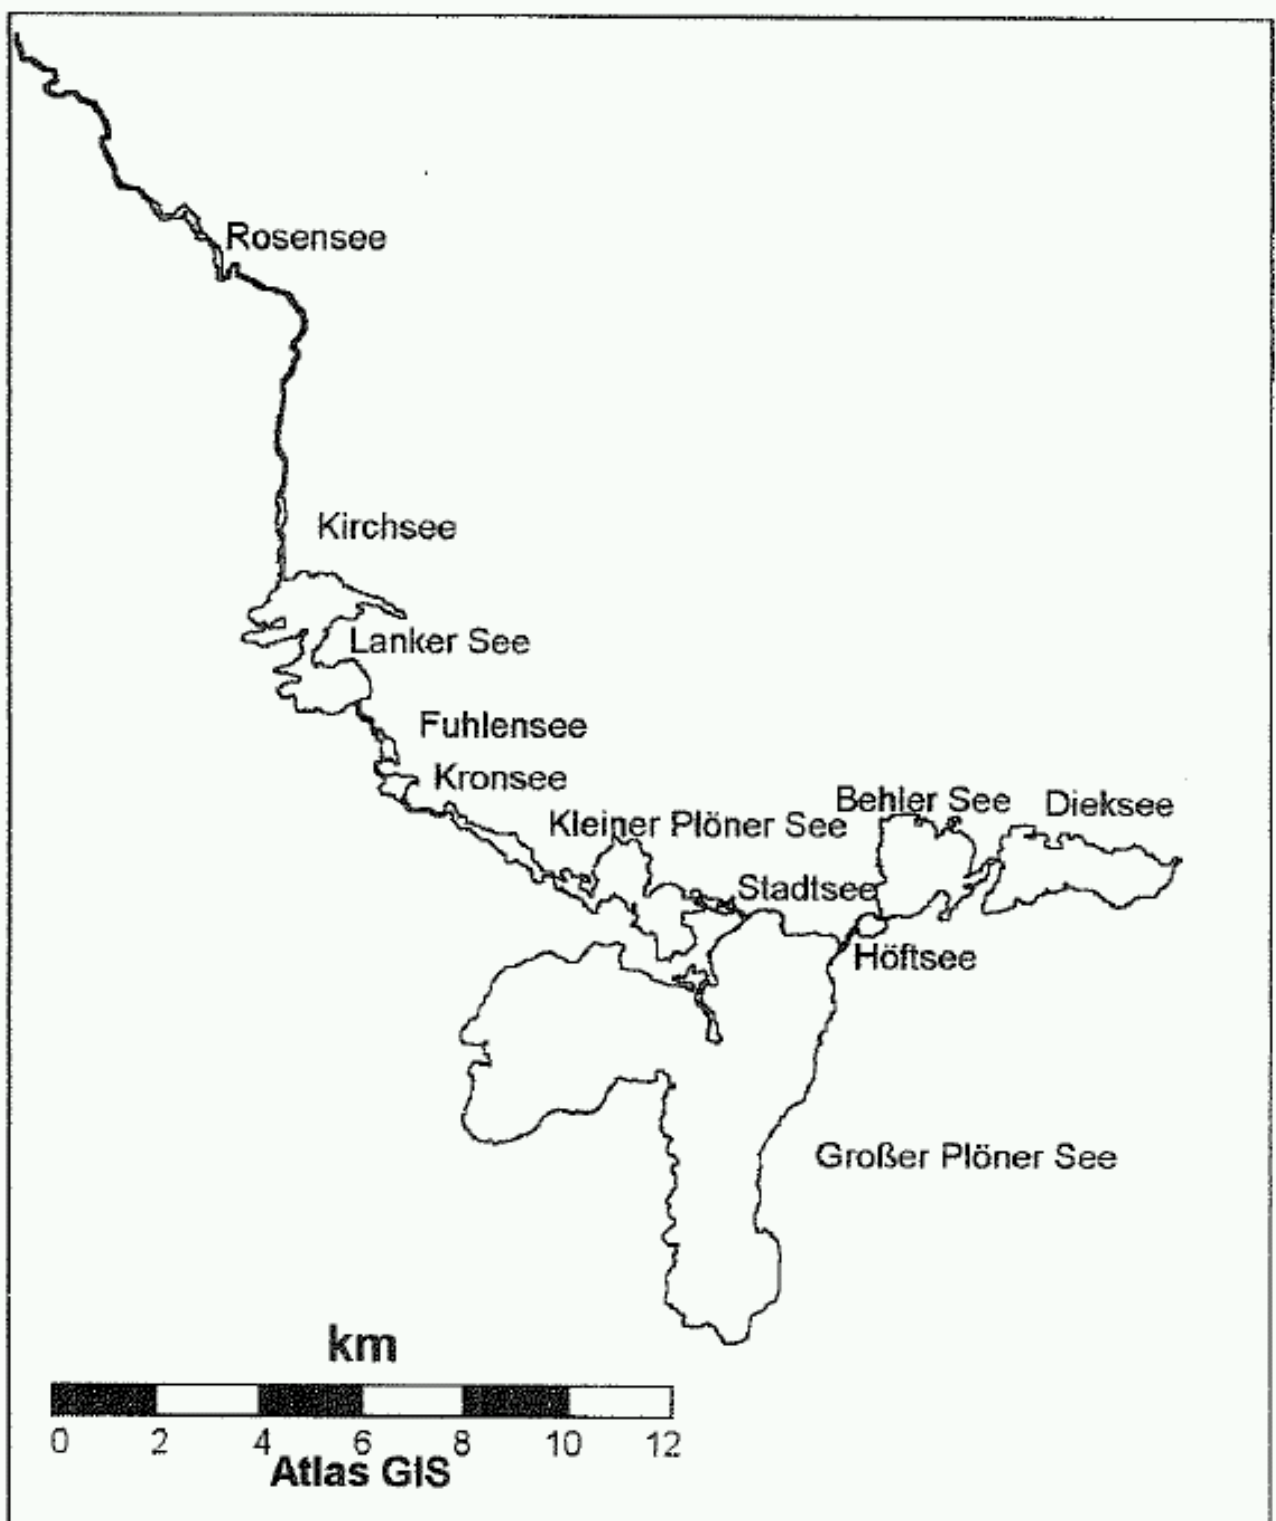 Rosensee
Kirchsee
Lanker See
Fuhlensee
Kronsee
Kleiner Plöner See
Behler See
Dieksee
Stadtsee
Höftsee
Großer Plöner See
km
0 2 4 6 8 10 12
Atlas GIS